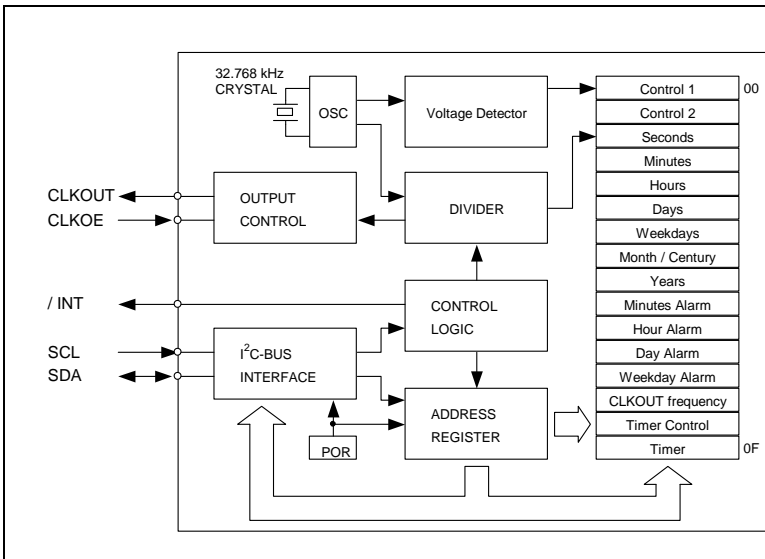 32.768 kHz
CRYSTAL
OSC
Voltage Detector
Control 1
00
Control 2
Seconds
Minutes
Hours
Days
Weekdays
Month / Century
Years
Minutes Alarm
Hour Alarm
Day Alarm
Weekday Alarm
CLKOUT frequency
Timer Control
Timer
0F
CLKOUT
CLKOE
OUTPUT
CONTROL
DIVIDER
/ INT
CONTROL
LOGIC
SCL
SDA
I²C-BUS
INTERFACE
ADDRESS
REGISTER
POR